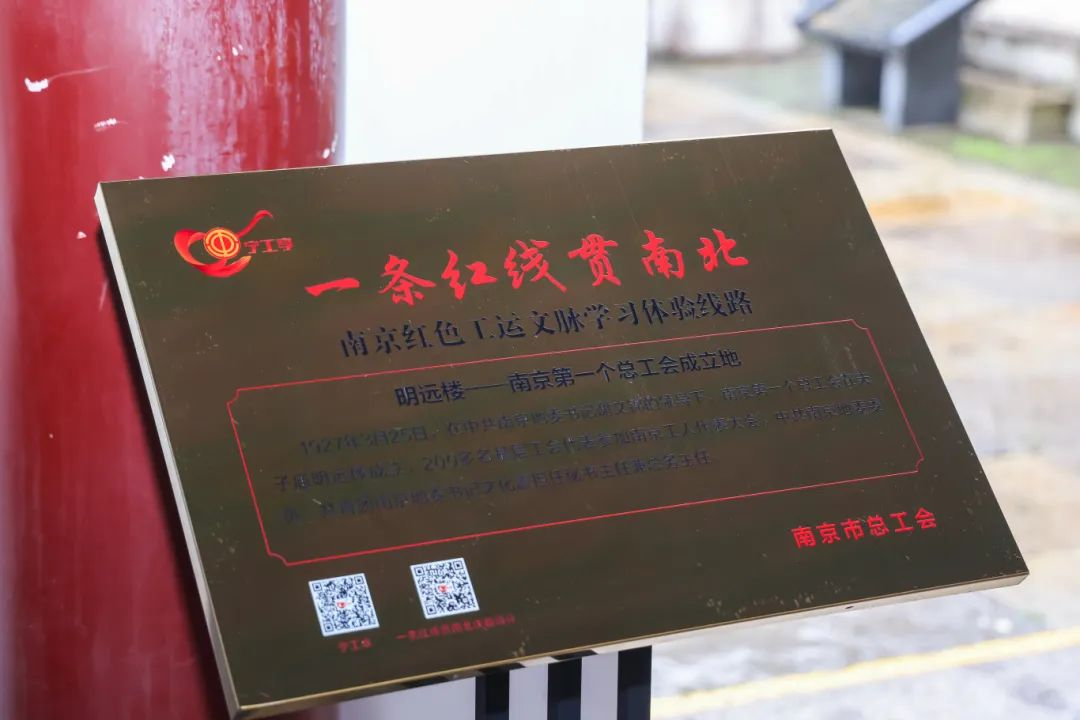 宁工享
一条红线贯南北
南京红色工运文脉学习体验线路
明远楼——南京第一个总工会成立地
1927年3月25日,在中共南京地委书记 的领导下,南京第一个总工会在夫
子庙明远楼成立,200多名基层工会代表参加南京工人代表大会,中共南京地委委
员、 南京地委书记文化 担任秘书主任兼总务主任
南京市总工会
宁工享
一条红线贯南北